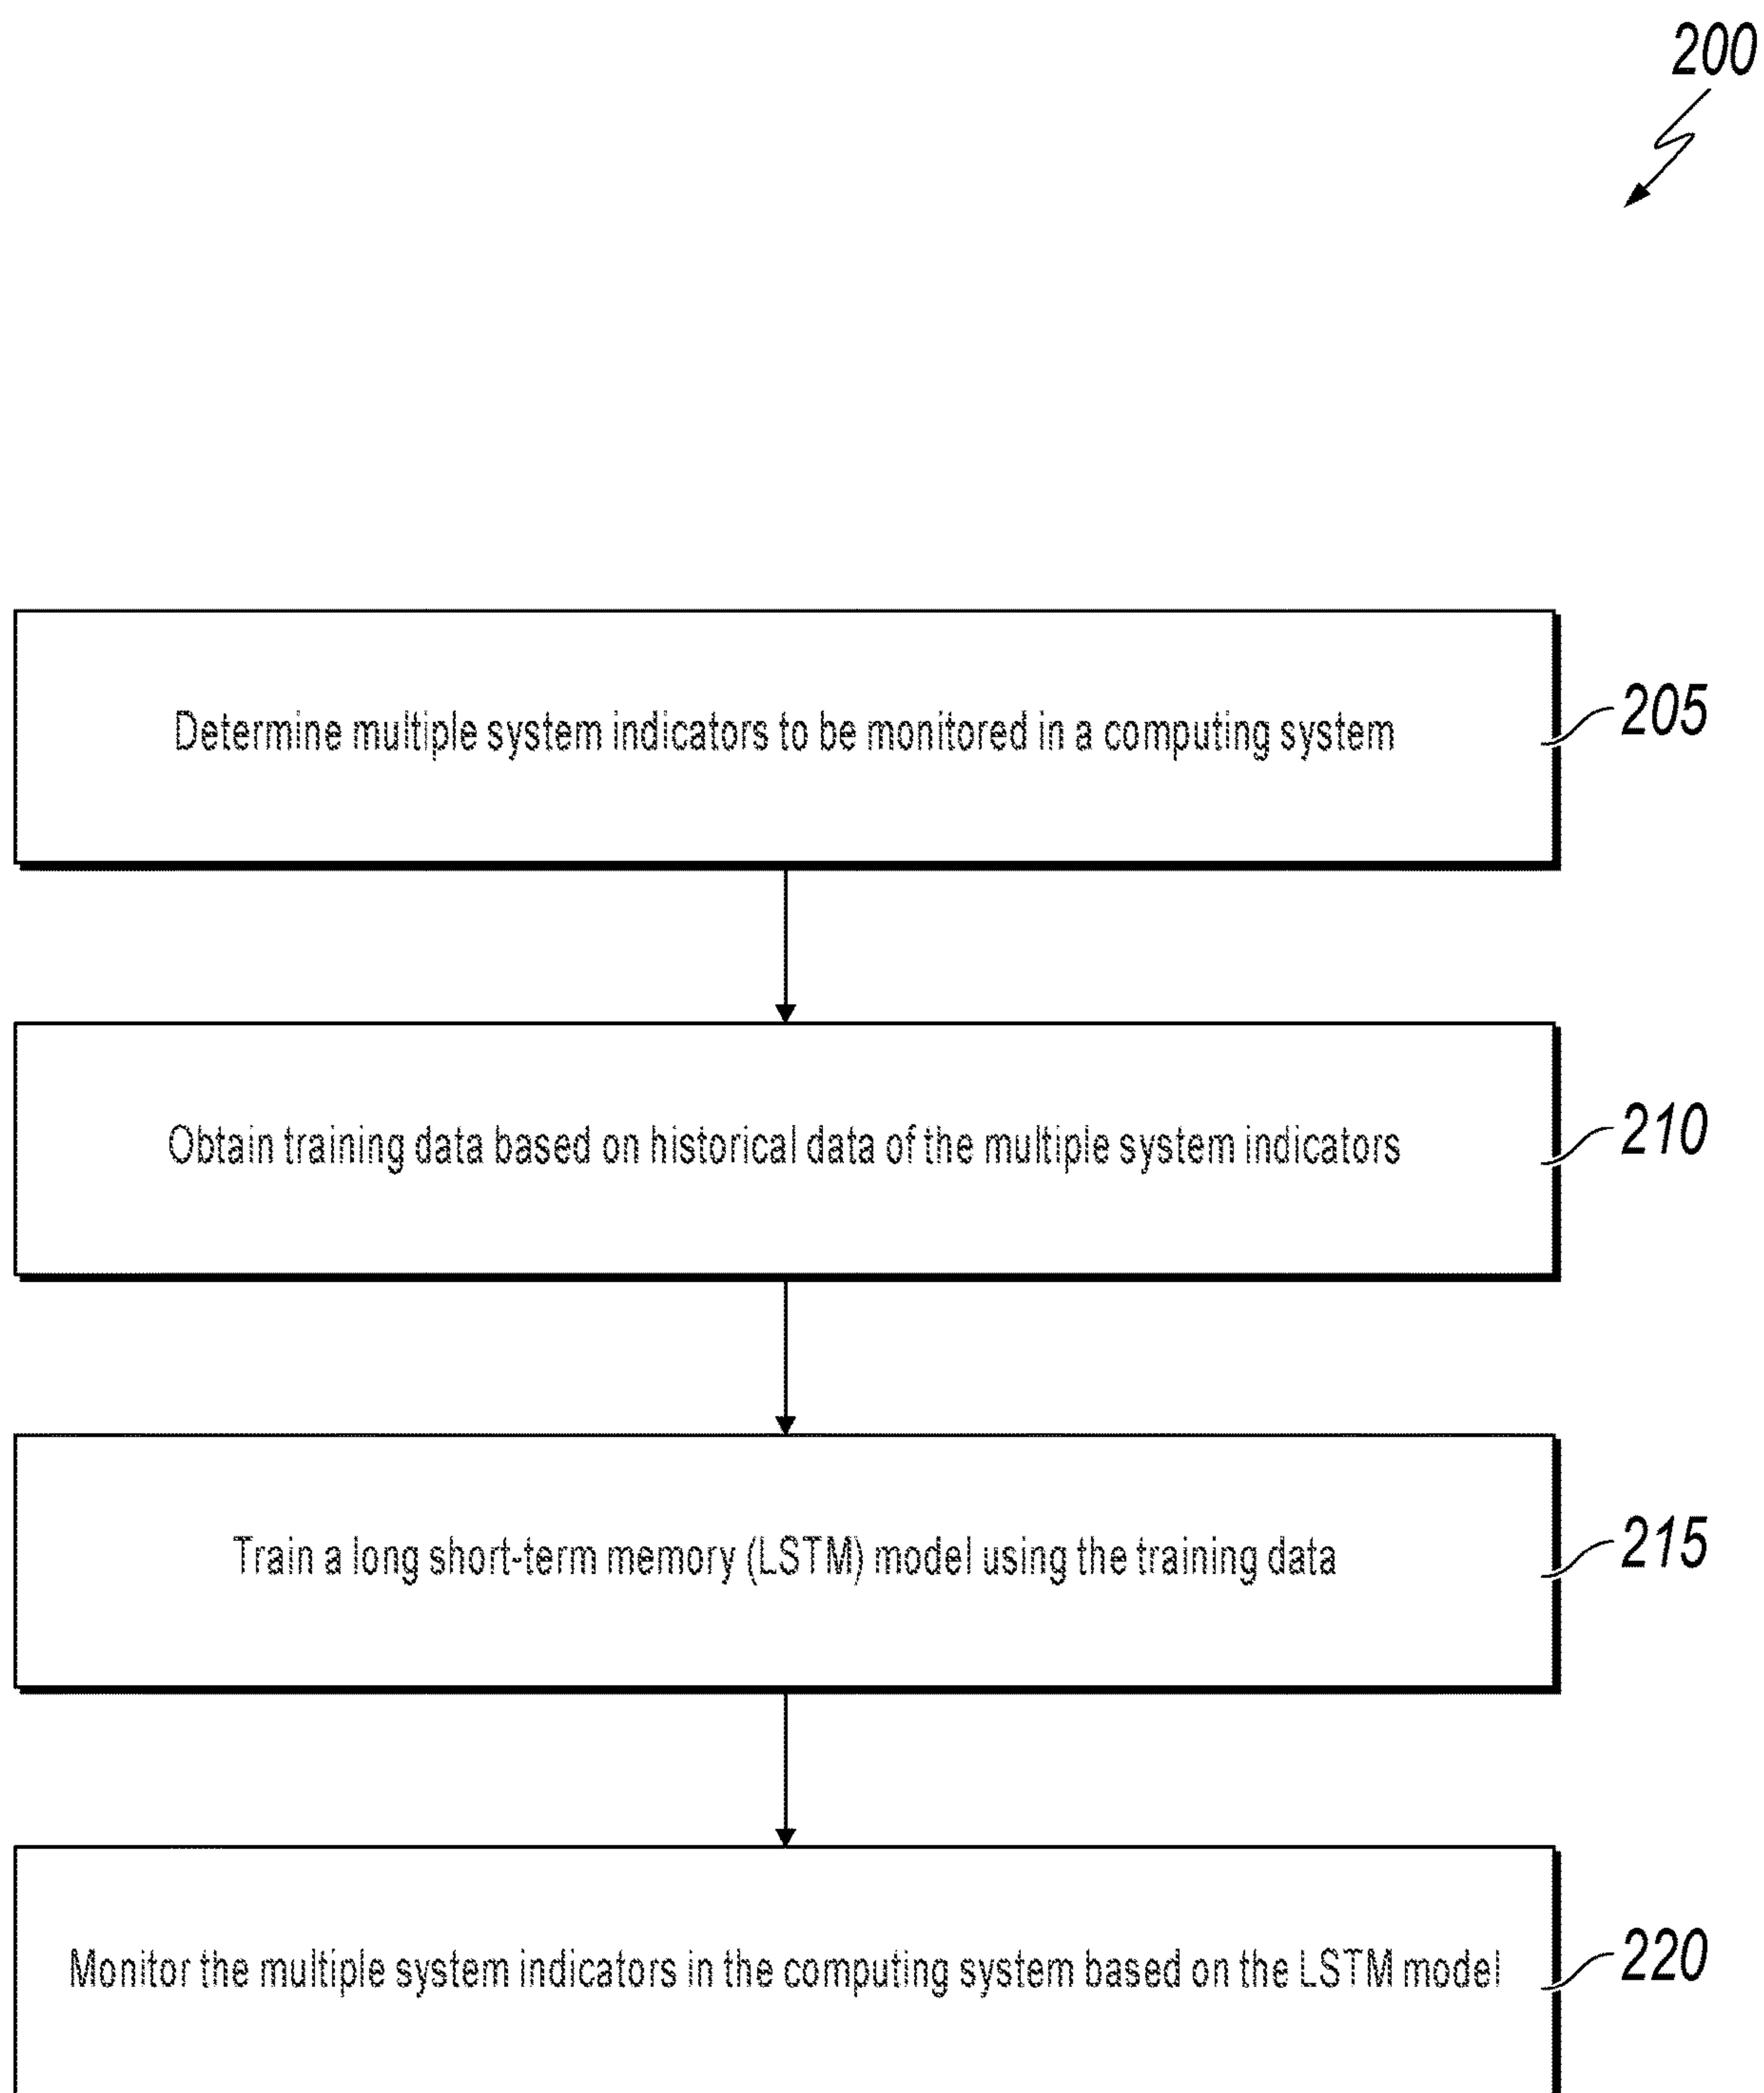 200
Determine multiple system indicators to be monitored in a computing system
205
Obtain training data based on historical data of the multiple system indicators
210
Train a long short-term memory (LSTM) model using the training data
215
Monitor the multiple system indicators in the computing system based on the LSTM model
220